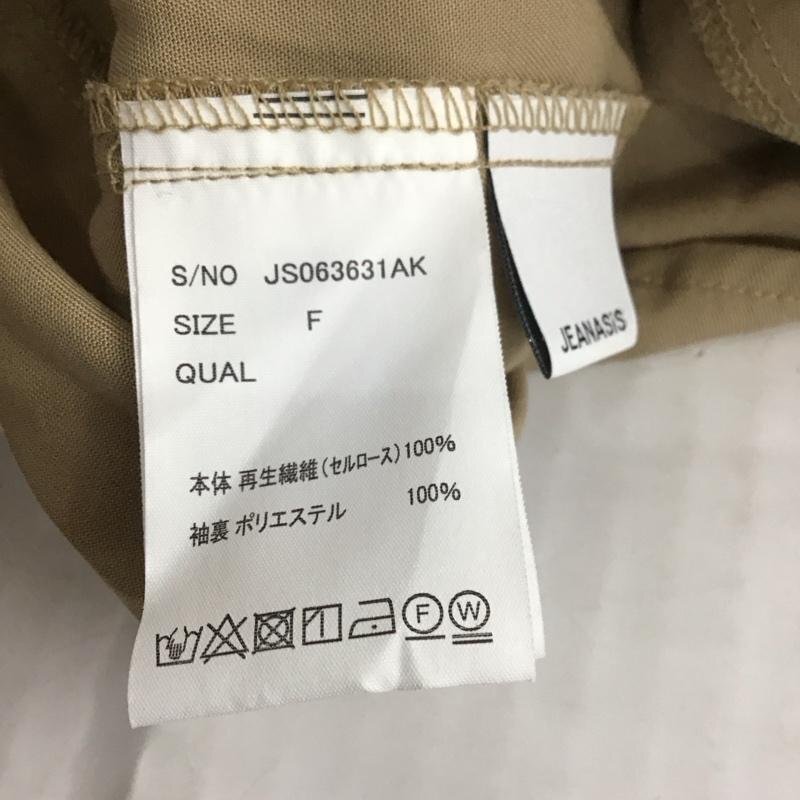 S/NO JS063631AK
SIZE F
QUAL
本体 再生繊維(セルロース)100%
袖裏 ポリエステル 100%
F W
JEANASiS